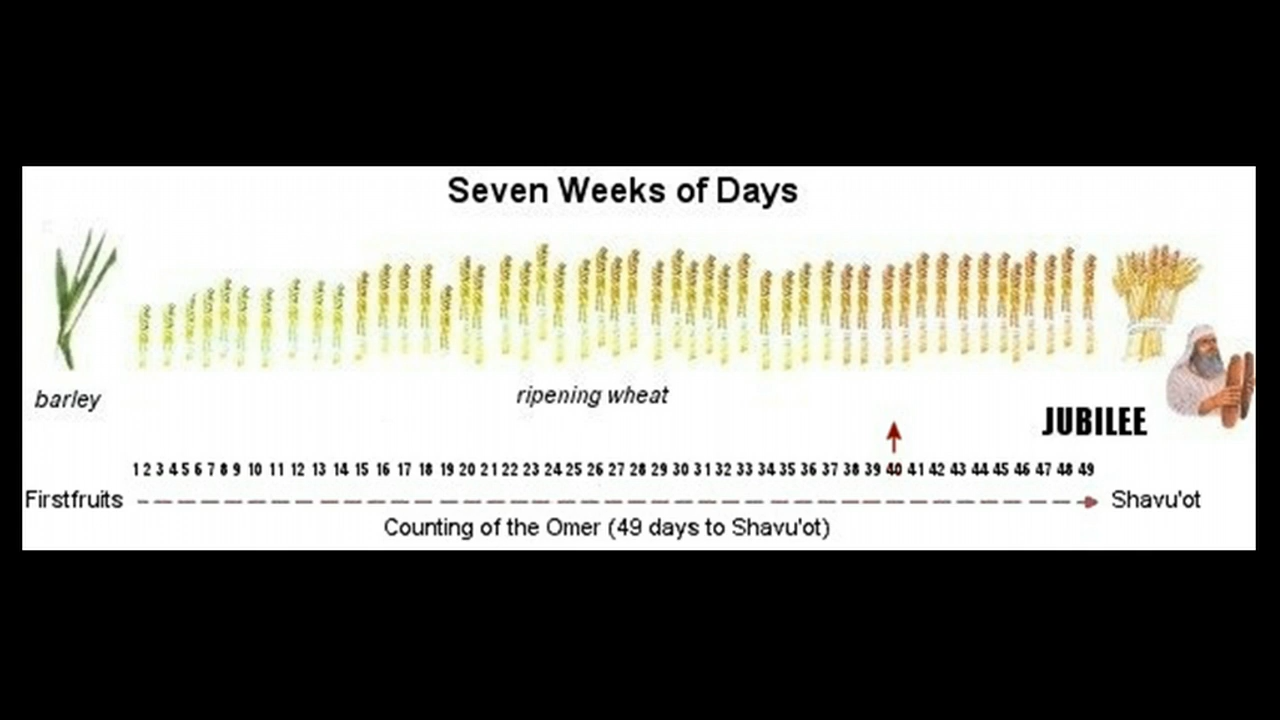 Seven Weeks of Days
barley
ripening wheat
JUBILEE
1 2 3 4 5 6 7 8 9 10 11 12 13 14 15 16 17 18 19 20 21 22 23 24 25 26 27 28 29 30 31 32 33 34 35 36 37 38 39 40 41 42 43 44 45 46 47 48 49
Firstfruits Shavu'ot
Counting of the Omer (49 days to Shavu'ot)